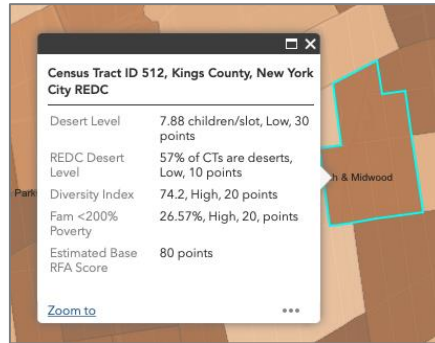 Census Tract ID 512, Kings County, New York
City REDC
Desert Level 7.88 children/slot, Low, 30
points
REDC Desert 57% of CTs are deserts,
Level Low, 10 points
Diversity Index 74.2, High, 20 points
Fam <200% 26.57%, High, 20, points
Poverty
Estimated Base 80 points
RFA Score
Zoom to
Park
h & Midwood